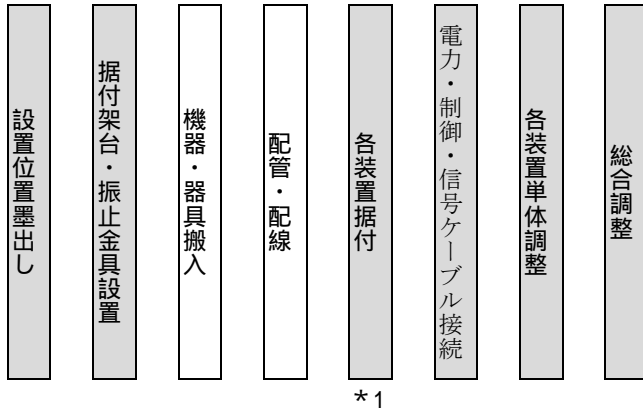 設置位置墨出し
据付架台・振止金具設置
機器・器具搬入
配管・配線
各装置据付
電力・制御・信号ケーブル接続
各装置単体調整
総合調整
*1